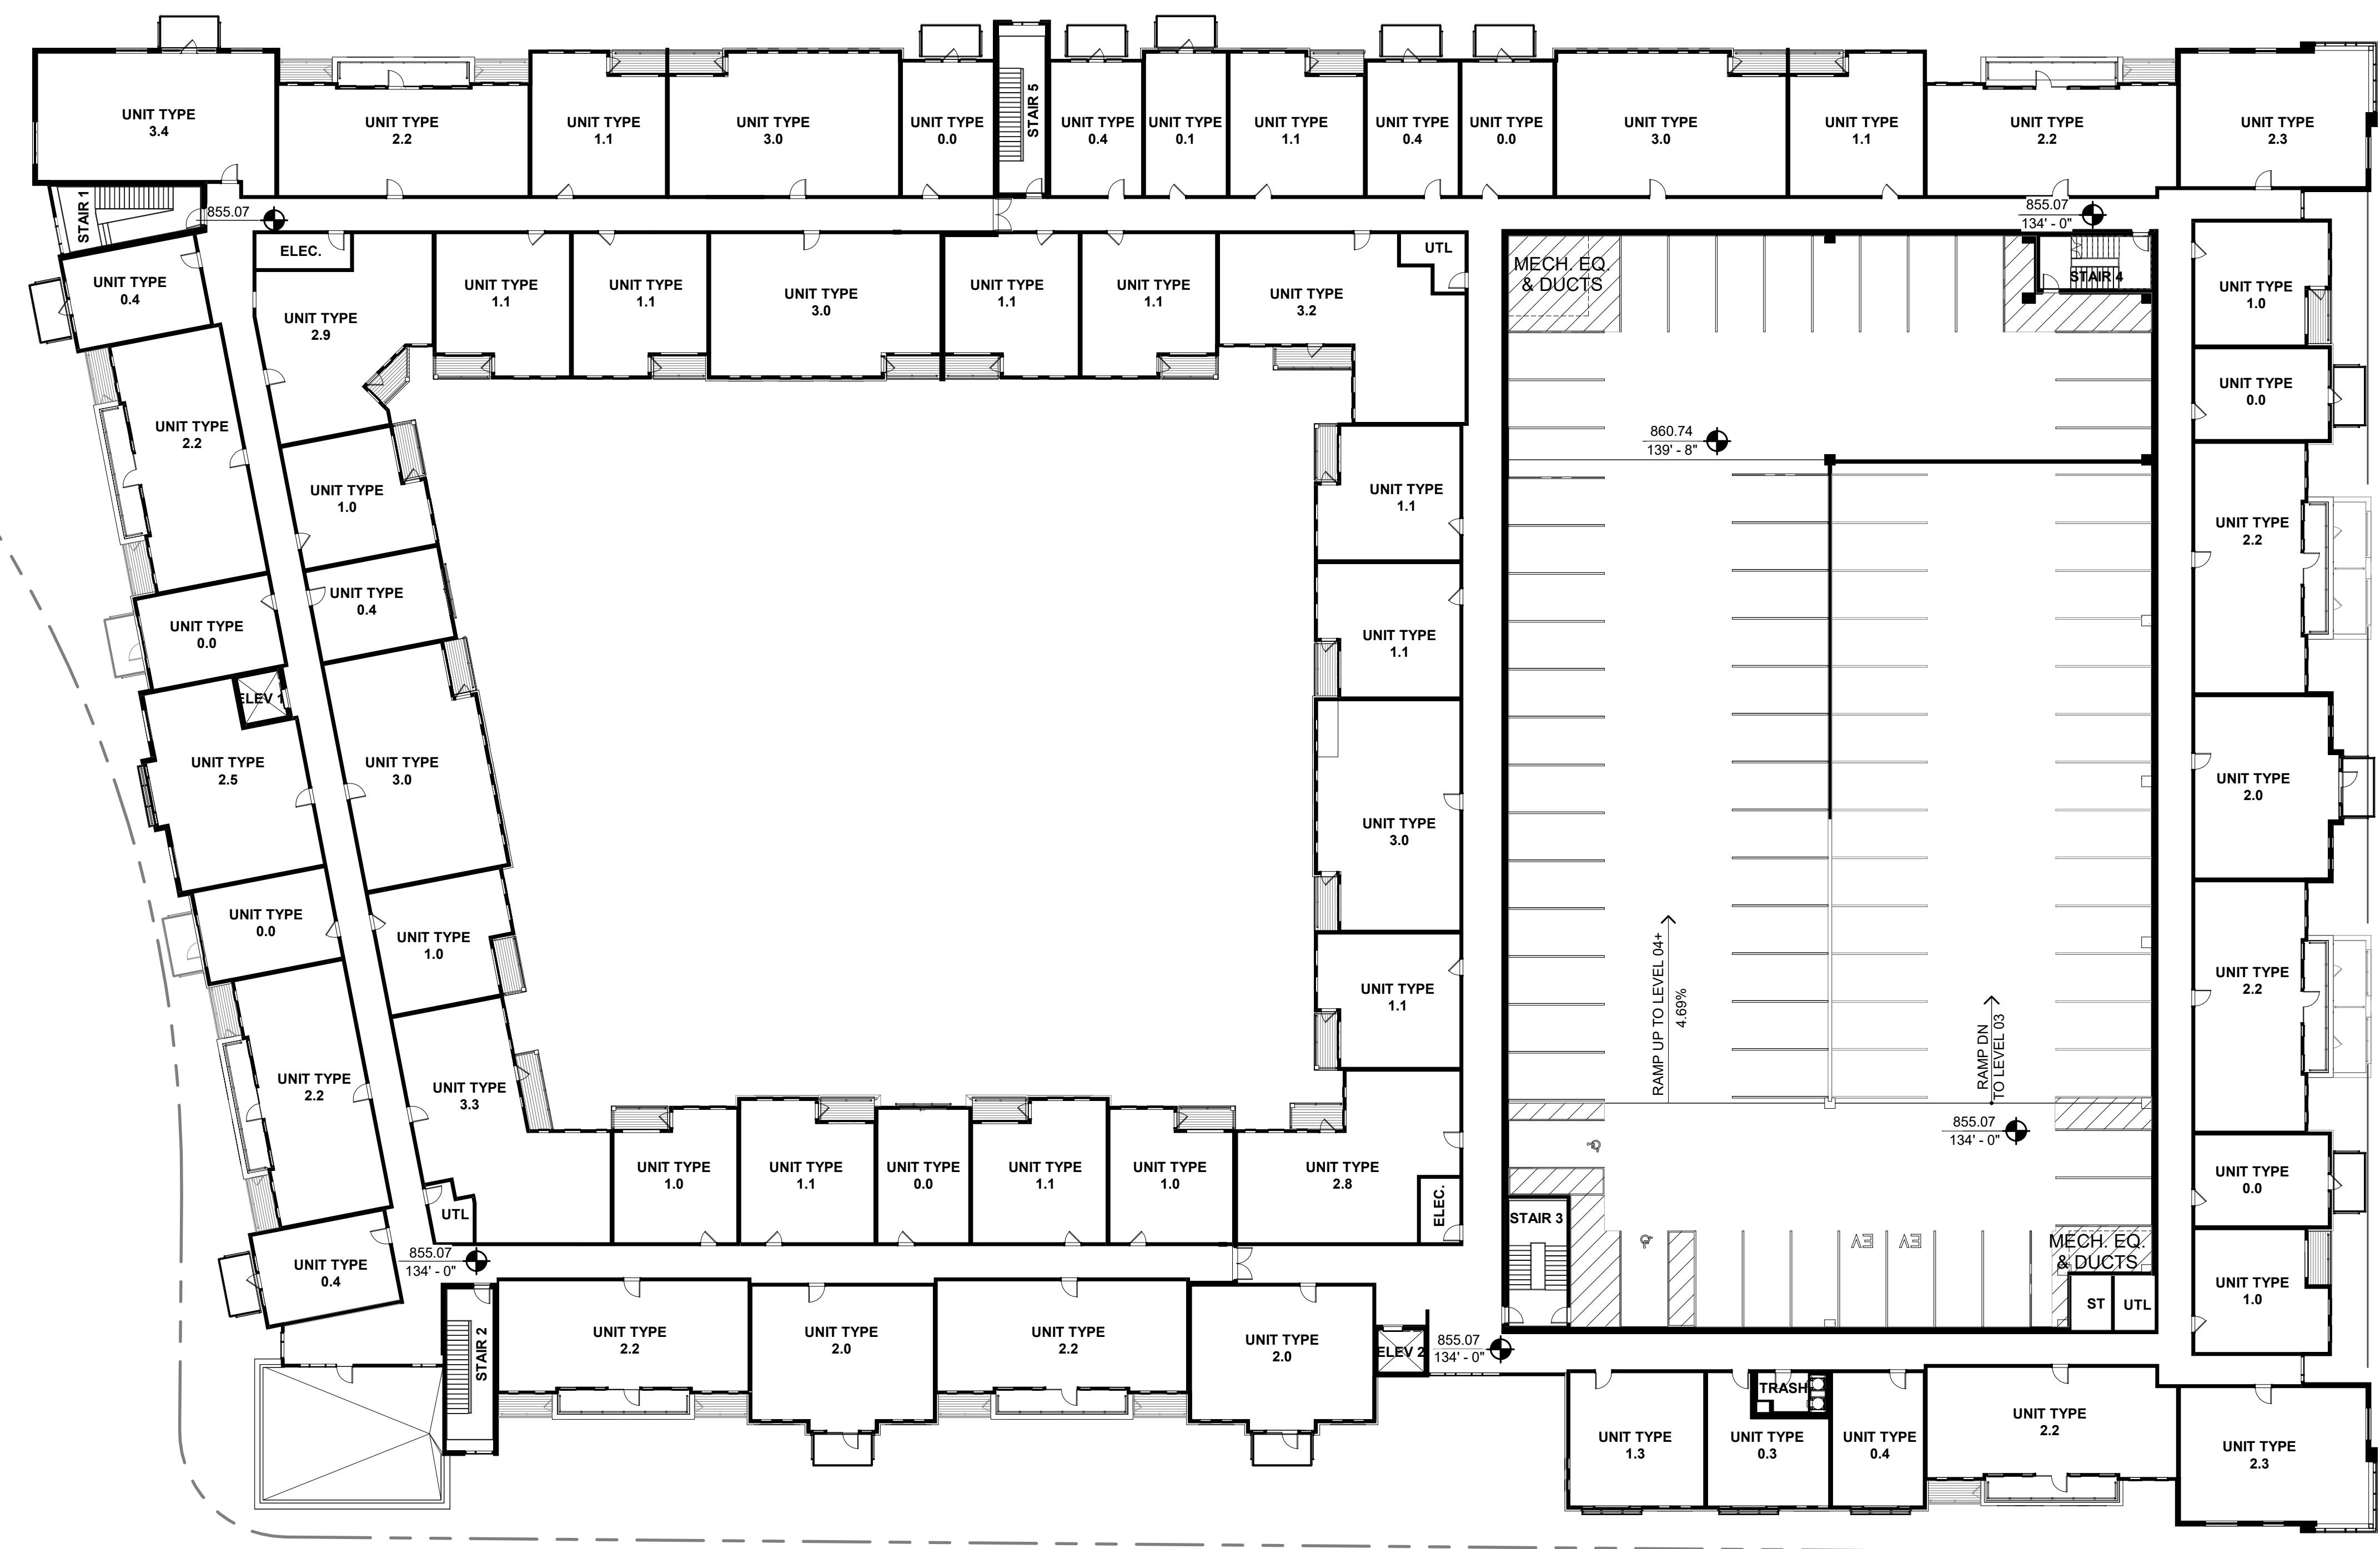 UNIT TYPE
3.4
UNIT TYPE
2.2
UNIT TYPE
1.1
UNIT TYPE
3.0
UNIT TYPE
0.0
STAIR 5
UNIT TYPE
0.4
UNIT TYPE
0.1
UNIT TYPE
1.1
UNIT TYPE
0.4
UNIT TYPE
0.0
UNIT TYPE
3.0
UNIT TYPE
1.1
UNIT TYPE
2.2
UNIT TYPE
2.3
STAIR 1
855.07
855.07
134' - 0"
ELEC.
UNIT TYPE
0.4
UNIT TYPE
2.9
UNIT TYPE
1.1
UNIT TYPE
1.1
UNIT TYPE
3.0
UNIT TYPE
1.1
UNIT TYPE
1.1
UNIT TYPE
3.2
UTL
MECH. EQ.
& DUCTS
STAIR 4
UNIT TYPE
1.0
UNIT TYPE
0.0
UNIT TYPE
2.2
UNIT TYPE
1.0
UNIT TYPE
1.1
860.74
139' - 8"
UNIT TYPE
2.2
UNIT TYPE
0.4
UNIT TYPE
0.0
UNIT TYPE
1.1
ELEV 1
UNIT TYPE
2.5
UNIT TYPE
3.0
UNIT TYPE
3.0
UNIT TYPE
2.0
UNIT TYPE
0.0
UNIT TYPE
1.0
UNIT TYPE
1.1
RAMP UP TO LEVEL 04+
4.69%
RAMP DN
TO LEVEL 03
UNIT TYPE
2.2
UNIT TYPE
2.2
UNIT TYPE
3.3
855.07
134' - 0"
UNIT TYPE
1.0
UNIT TYPE
1.1
UNIT TYPE
0.0
UNIT TYPE
1.1
UNIT TYPE
1.0
UNIT TYPE
2.8
ELEC.
STAIR 3
UNIT TYPE
0.0
UTL
EV
EV
MECH. EQ.
& DUCTS
ST
UTL
UNIT TYPE
1.0
UNIT TYPE
0.4
855.07
134' - 0"
STAIR 2
UNIT TYPE
2.2
UNIT TYPE
2.0
UNIT TYPE
2.2
UNIT TYPE
2.0
ELEV 2
855.07
134' - 0"
TRASH
UNIT TYPE
1.3
UNIT TYPE
0.3
UNIT TYPE
0.4
UNIT TYPE
2.2
UNIT TYPE
2.3